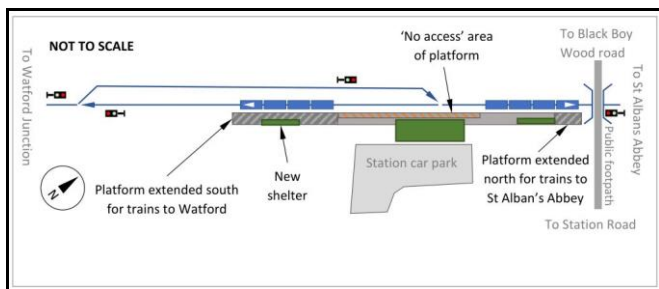 To Black Boy
Wood road
NOT TO SCALE
‘No access’ area
of platform
To Watford Junction
To St Albans Abbey
Public footpath
N
Platform extended south
for trains to Watford
New
shelter
Station car park
Platform extended
north for trains to
St Alban’s Abbey
To Station Road